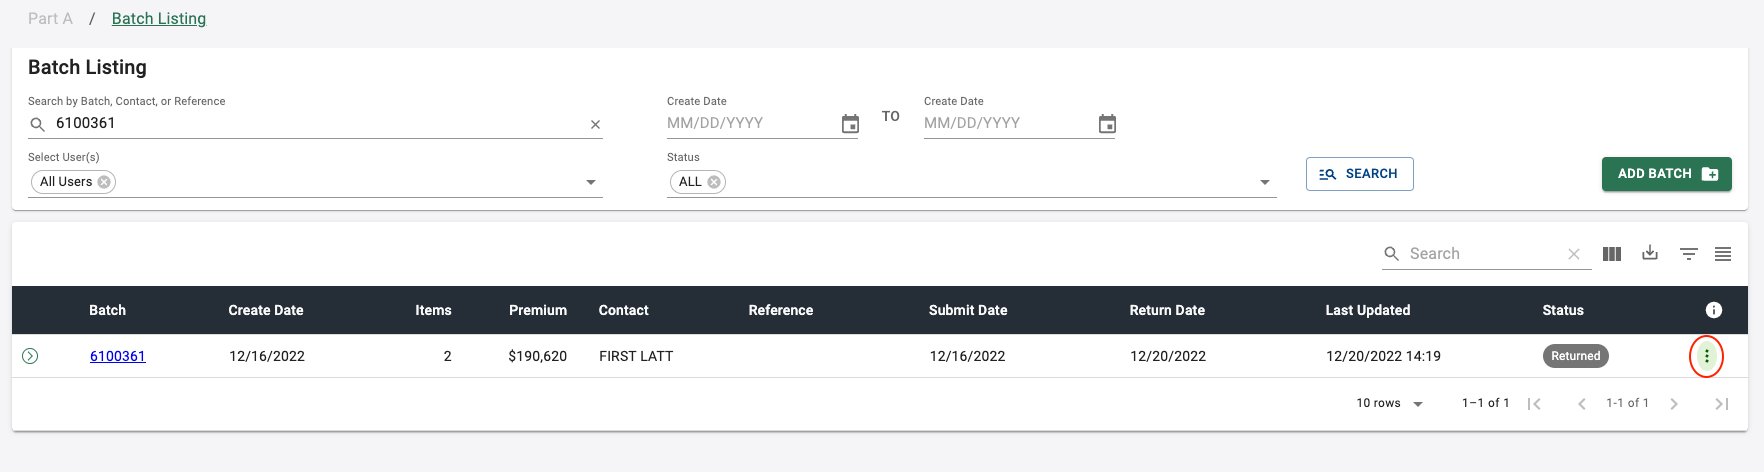 Part A / Batch Listing
Batch Listing
Search by Batch, Contact, or Reference
6100361
Create Date
MM/DD/YYYY
TO
Create Date
MM/DD/YYYY
Select User(s)
All Users
Status
ALL
SEARCH
ADD BATCH
Search
Batch Create Date Items Premium Contact Reference Submit Date Return Date Last Updated Status
6100361 12/16/2022 2 $190,620 FIRST LATT 12/16/2022 12/20/2022 12/20/2022 14:19 Returned
10 rows 1–1 of 1 1-1 of 1